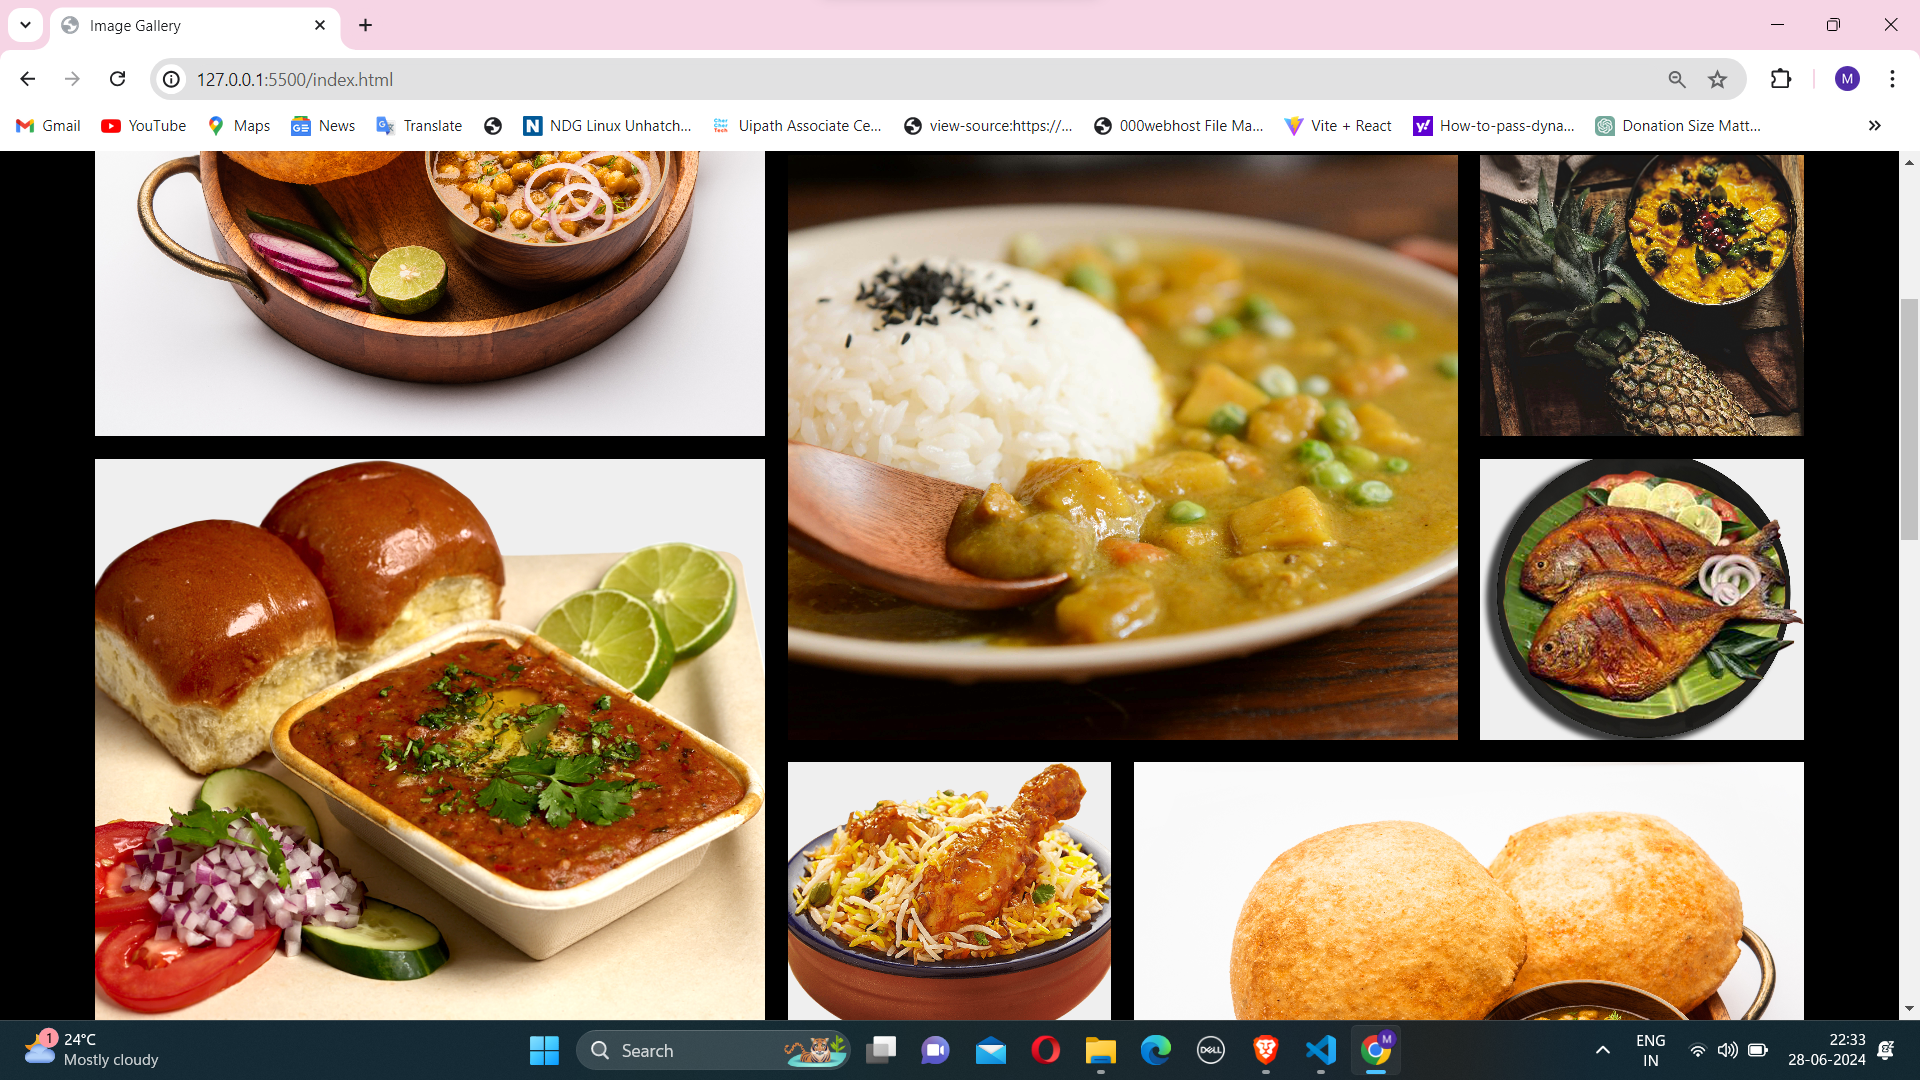 Image Gallery
127.0.0.1:5500/index.html
M
Gmail
YouTube
Maps
News
Translate
NDG Linux Unhatch...
Uipath Associate Ce...
view-source:https://...
000webhost File Ma...
Vite + React
How-to-pass-dyna...
Donation Size Matt...
1
24°C
Mostly cloudy
Search
DELL
M
ENG
IN
22:33
28-06-2024